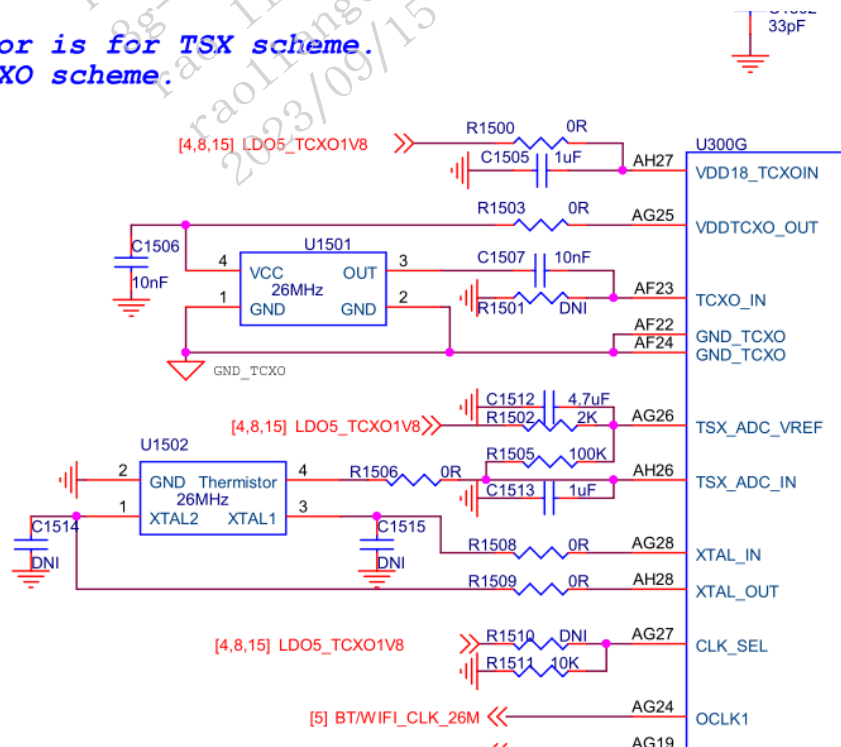 or is for TSX scheme.
XO scheme.
raoliange
2023/09/15
33pF
[4,8,15] LDO5_TCXO1V8
R1500 0R
C1505 1uF
AH27
U300G
VDD18_TCXOIN
R1503 0R
AG25
VDDTCXO_OUT
C1506
10nF
U1501
4 VCC OUT 3
26MHz
1 GND GND 2
C1507 10nF
R1501 DNI
AF23
TCXO_IN
AF22
GND_TCXO
AF24
GND_TCXO
GND_TCXO
C1512 4.7uF
[4,8,15] LDO5_TCXO1V8
R1502 2K
AG26
TSX_ADC_VREF
R1505 100K
U1502
2 GND Thermistor 4
26MHz
1 XTAL2 XTAL1 3
R1506 0R
AH26
TSX_ADC_IN
C1513 1uF
C1514
DNI
C1515
DNI
R1508 0R
AG28
XTAL_IN
R1509 0R
AH28
XTAL_OUT
[4,8,15] LDO5_TCXO1V8
R1510 DNI
AG27
CLK_SEL
R1511 10K
[5] BT/WIFI_CLK_26M
AG24
OCLK1
AG19